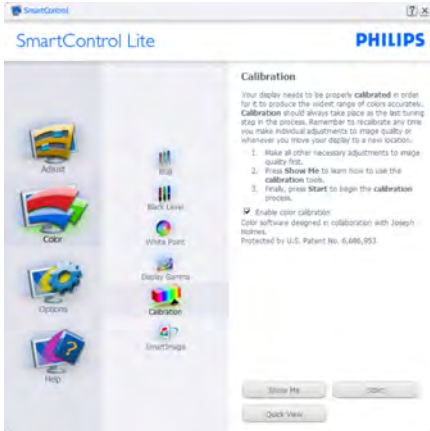 SmartControl
SmartControl Lite
PHILIPS
Adjust
Color
Options
Help
RGB
Black Level
White Point
Display Gamma
Calibration
SmartImage
Calibration
Your display needs to be properly calibrated in order
for it to produce the widest range of colors accurately.
Calibration should always take place as the last tuning
step in the process. Remember to recalibrate any time
you make individual adjustments to image quality or
whenever you move your display to a new location.
1. Make all other necessary adjustments to image
quality first.
2. Press Show Me to learn how to use the
calibration tools.
3. Finally, press Start to begin the calibration
process.
Enable color calibration
Color software designed in collaboration with Joseph
Holmes.
Protected by U.S. Patent No. 6,686,953.
Show Me
Start
Quick View